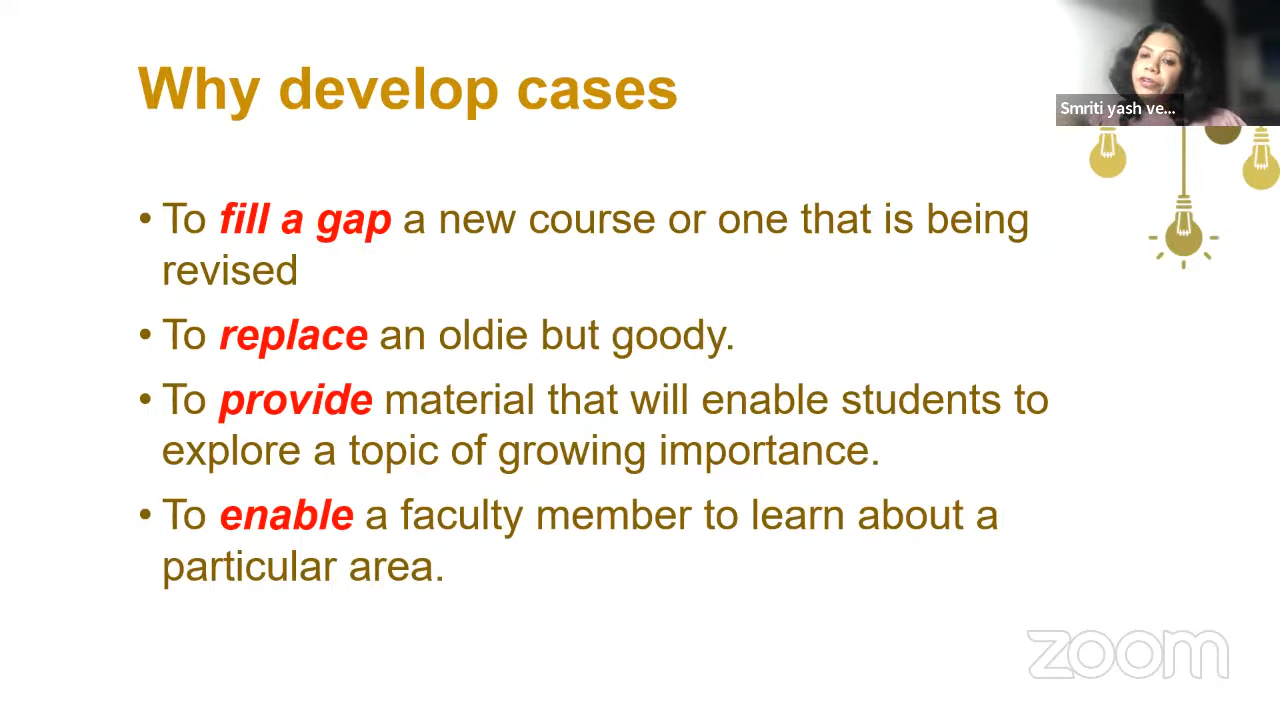 Why develop cases
Smriti yash ve...
• To fill a gap a new course or one that is being
revised
• To replace an oldie but goody.
• To provide material that will enable students to
explore a topic of growing importance.
• To enable a faculty member to learn about a
particular area.
zoom